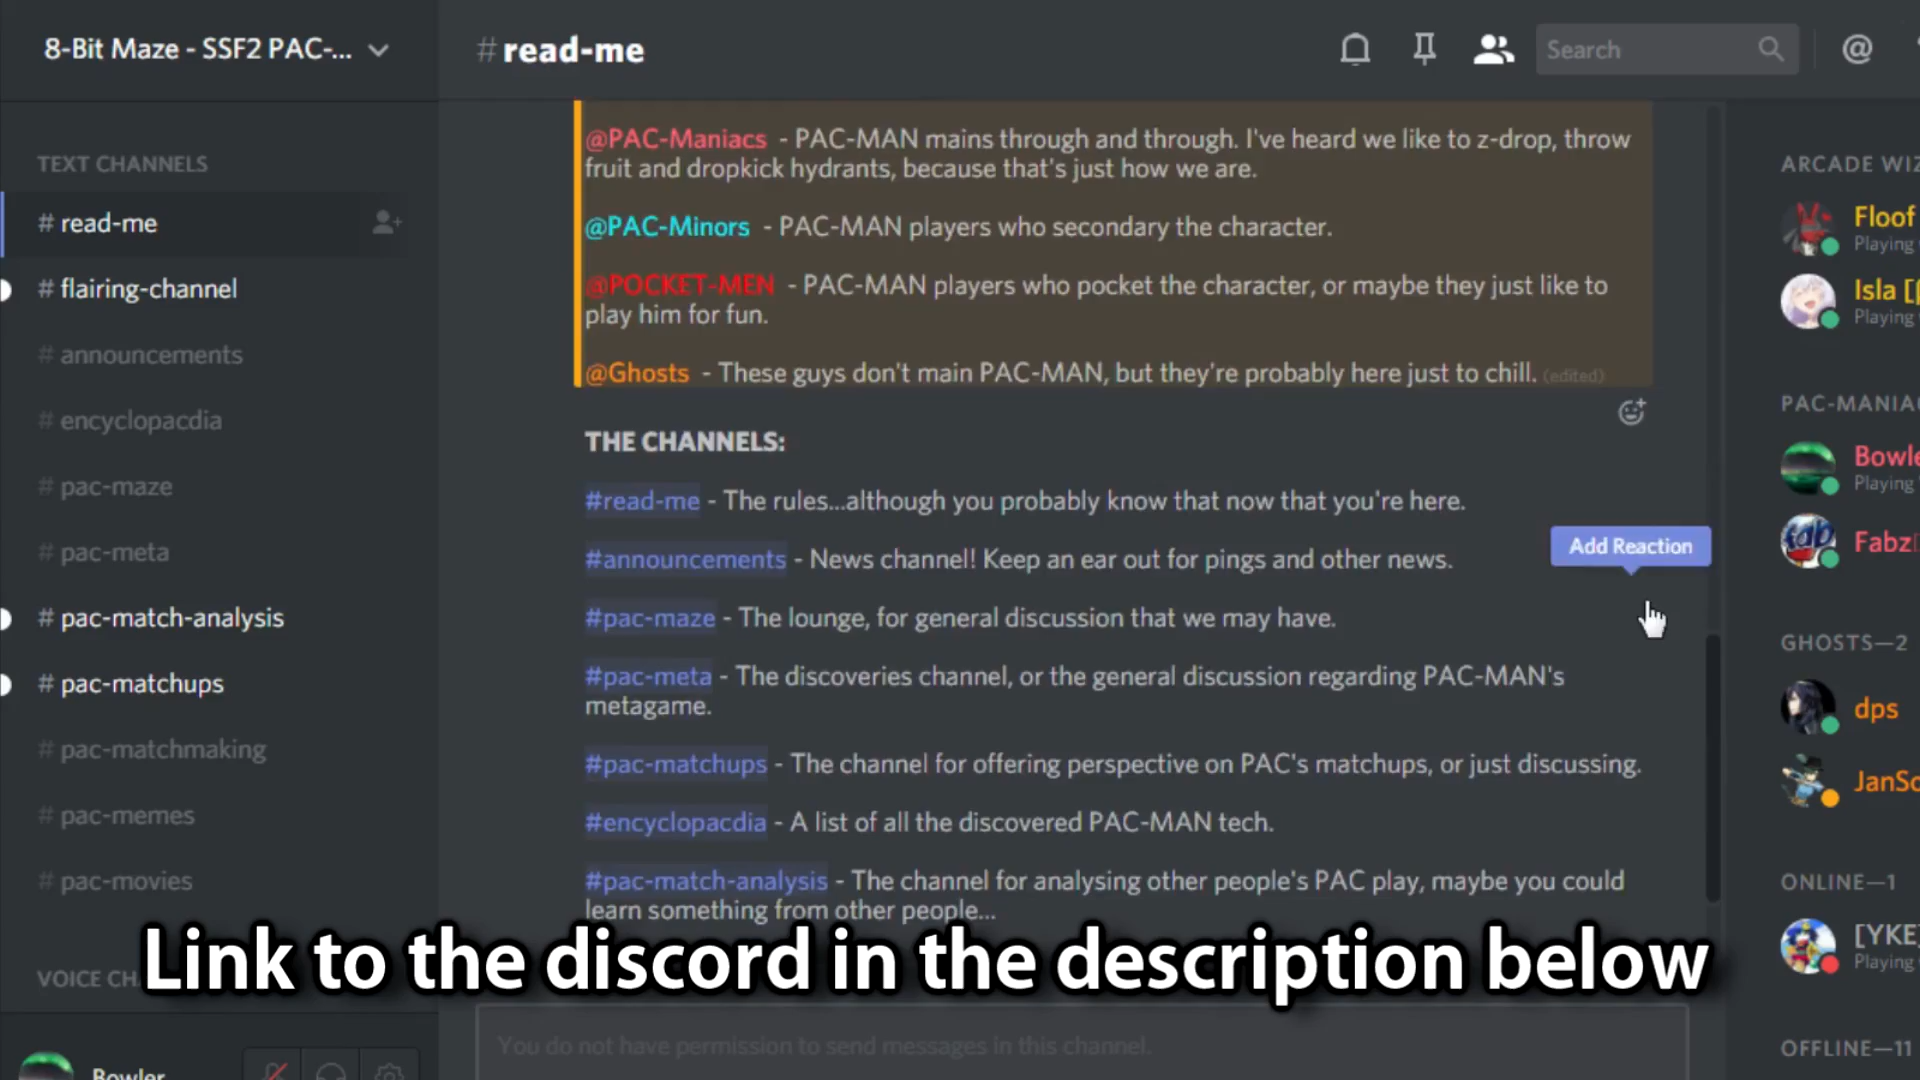 8-Bit Maze - SSF2 PAC-...
# read-me
Search
TEXT CHANNELS
# read-me
# flairing-channel
# announcements
# encyclopacdia
# pac-maze
# pac-meta
# pac-match-analysis
# pac-matchups
# pac-matchmaking
# pac-memes
# pac-movies
VOICE
Bowler
@PAC-Maniacs - PAC-MAN mains through and through. I've heard we like to z-drop, throw
fruit and dropkick hydrants, because that's just how we are.
@PAC-Minors - PAC-MAN players who secondary the character.
@POCKET-MEN - PAC-MAN players who pocket the character, or maybe they just like to
play him for fun.
@Ghosts - These guys don't main PAC-MAN, but they're probably here just to chill. (edited)
THE CHANNELS:
#read-me - The rules...although you probably know that now that you're here.
#announcements - News channel! Keep an ear out for pings and other news.
Add Reaction
#pac-maze - The lounge, for general discussion that we may have.
#pac-meta - The discoveries channel, or the general discussion regarding PAC-MAN's
metagame.
#pac-matchups - The channel for offering perspective on PAC's matchups, or just discussing.
#encyclopacdia - A list of all the discovered PAC-MAN tech.
#pac-match-analysis - The channel for analysing other people's PAC play, maybe you could
learn something from other people...
Link to the discord in the description below
You do not have permission to send messages in this channel.
ARCADE WIZ
Floof
Playing
Isla [
Playing
PAC-MANIA
Bowle
Playing
Fabz
GHOSTS—2
dps
JanSo
ONLINE—1
[YKE]
Playing
OFFLINE—11